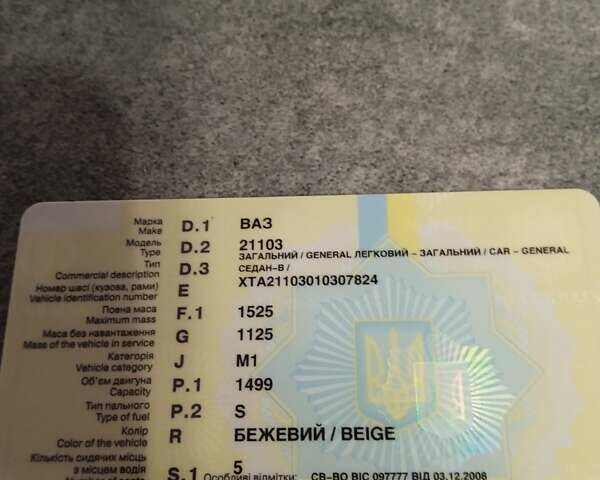 Марка D.1 ВАЗ
Make
Модель D.2 21103
Type ЗАГАЛЬНИЙ / GENERAL ЛЕГКОВИЙ - ЗАГАЛЬНИЙ / CAR - GENERAL
Тип D.3 СЕДАН-В /
Commercial description
Номер шасі (кузова, рами) E XTA21103010307824
Vehicle identification number
Повна маса F.1 1525
Maximum mass
Маса без навантаження G 1125
Mass of the vehicle in service
Категорія J M1
Vehicle category
Об'єм двигуна P.1 1499
Capacity
Тип пального P.2 S
Type of fuel
Колір R БЕЖЕВИЙ / BEIGE
Color of the vehicle
Кількість сидячих місць
з місцем водія S.1 5
Особливі відмітки: СВ-ВО ВІС 097777 ВІД 03.12.2008